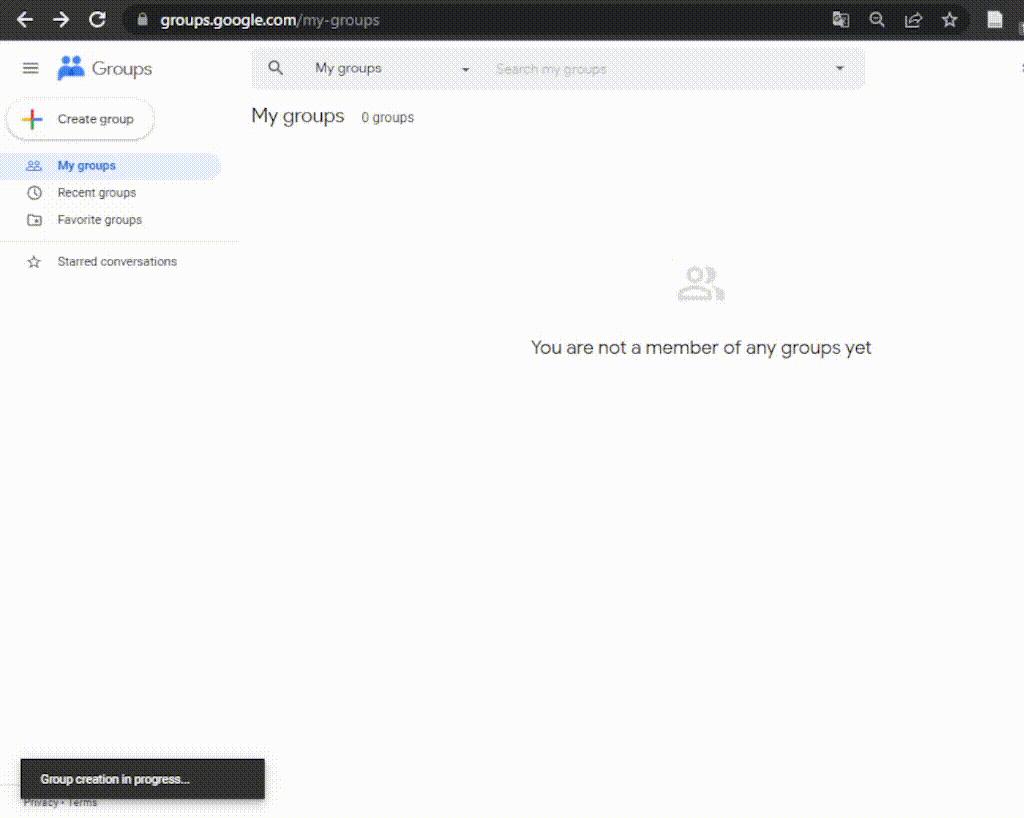 groups.google.com/my-groups
Groups
My groups
Search my groups
Create group
My groups 0 groups
My groups
Recent groups
Favorite groups
Starred conversations
You are not a member of any groups yet
Group creation in progress...
Privacy • Terms